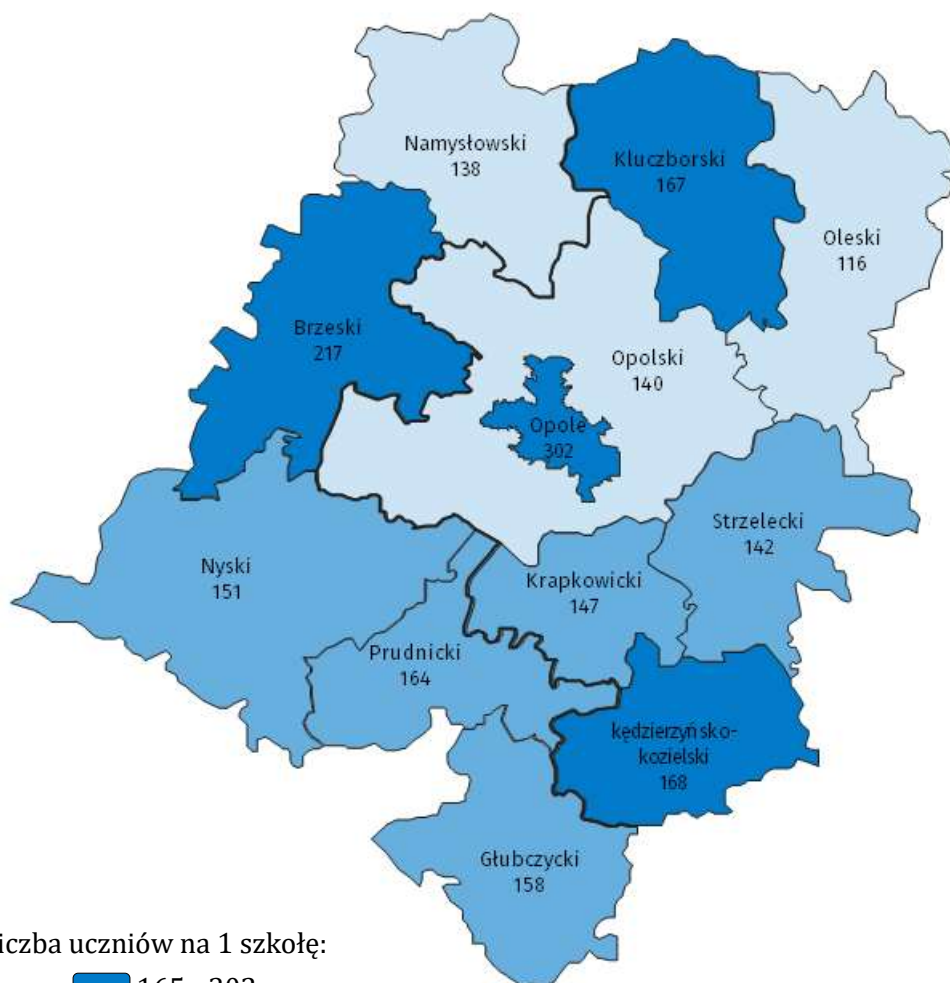 Namysłowski
138
Kluczborski
167
Oleski
116
Brzeski
217
Opolski
140
Opole
302
Strzelecki
142
Nyski
151
Krapkowicki
147
Prudnicki
164
kędzierzyńsko-
kozielski
168
Głubczycki
158
iczba uczniów na 1 szkołę: